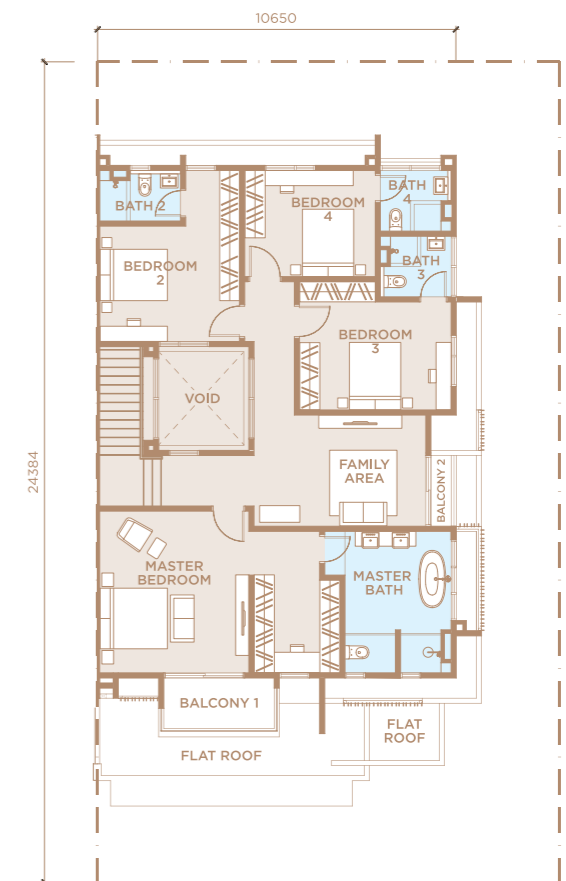 10650
BATH 2
BATH
4
BEDROOM
4
BATH
3
BEDROOM
2
BEDROOM
3
VOID
24384
FAMILY
AREA
BALCONY 2
MASTER
BEDROOM
MASTER
BATH
BALCONY 1
FLAT
ROOF
FLAT ROOF